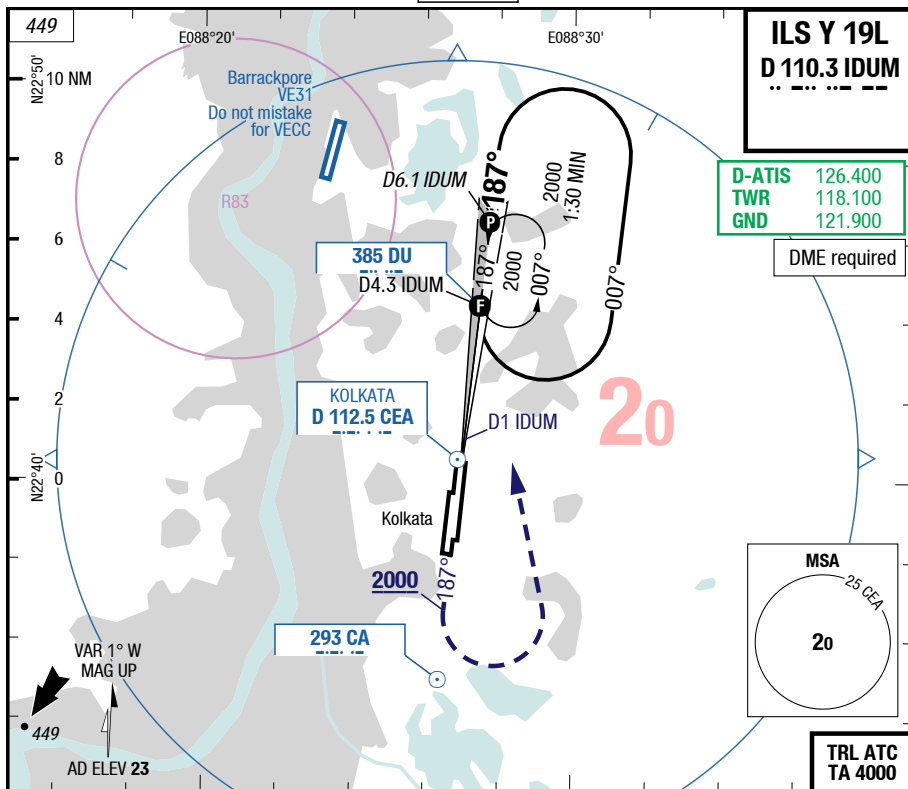 449
E088°20'
E088°30'
ILS Y 19L
D 110.3 IDUM
N22°50'
10 NM
Barrackpore
VE31
Do not mistake
for VECC
8
D6.1 IDUM
187°
2000
1:30 MIN
D-ATIS 126.400
TWR 118.100
GND 121.900
R83
P
6
385 DU
187°
2000
007°
007°
DME required
D4.3 IDUM
F
4
2
KOLKATA
D 112.5 CEA
D1 IDUM
20
N22°40'
0
Kolkata
2000
187°
MSA
25 CEA
20
293 CA
VAR 1° W
MAG UP
449
AD ELEV 23
TRL ATC
TA 4000